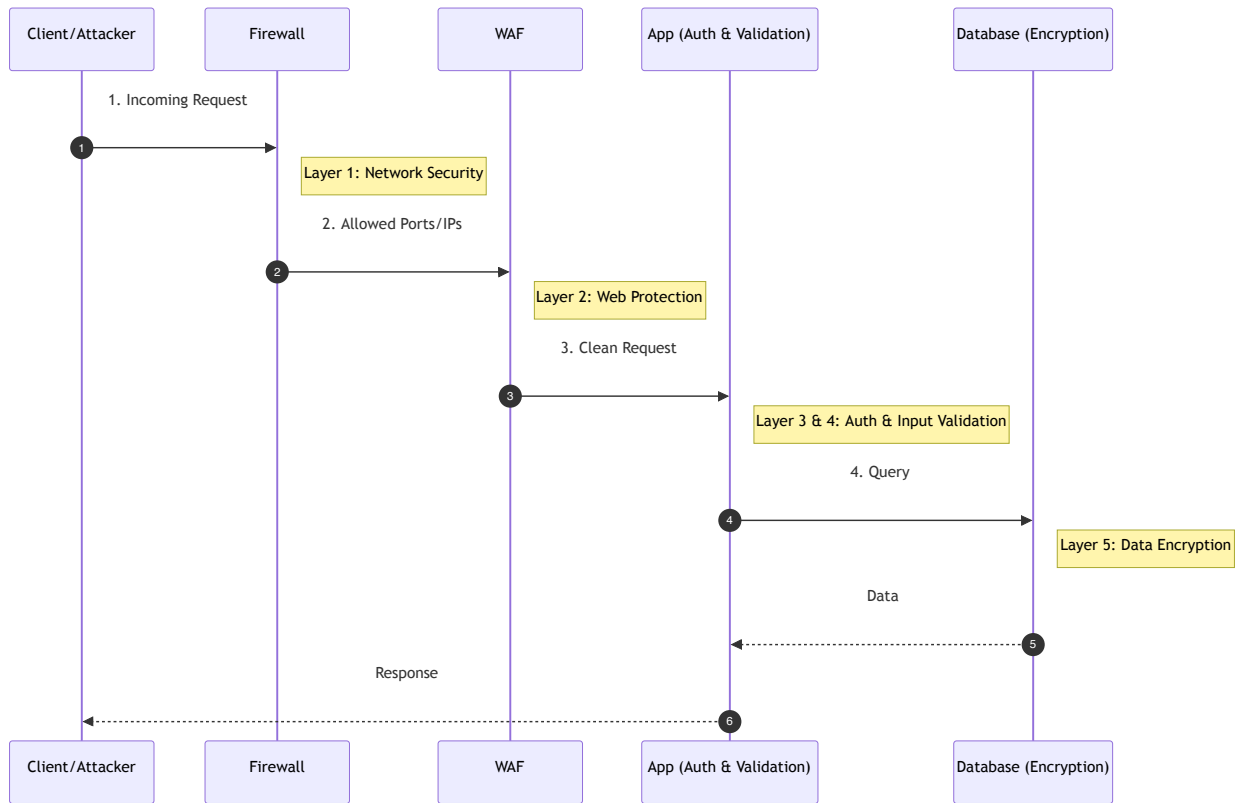 Client/Attacker
Firewall
WAF
App (Auth & Validation)
Database (Encryption)
1. Incoming Request
1
Layer 1: Network Security
2. Allowed Ports/IPs
2
Layer 2: Web Protection
3. Clean Request
3
Layer 3 & 4: Auth & Input Validation
4. Query
4
Layer 5: Data Encryption
Data
5
Response
6
Client/Attacker
Firewall
WAF
App (Auth & Validation)
Database (Encryption)